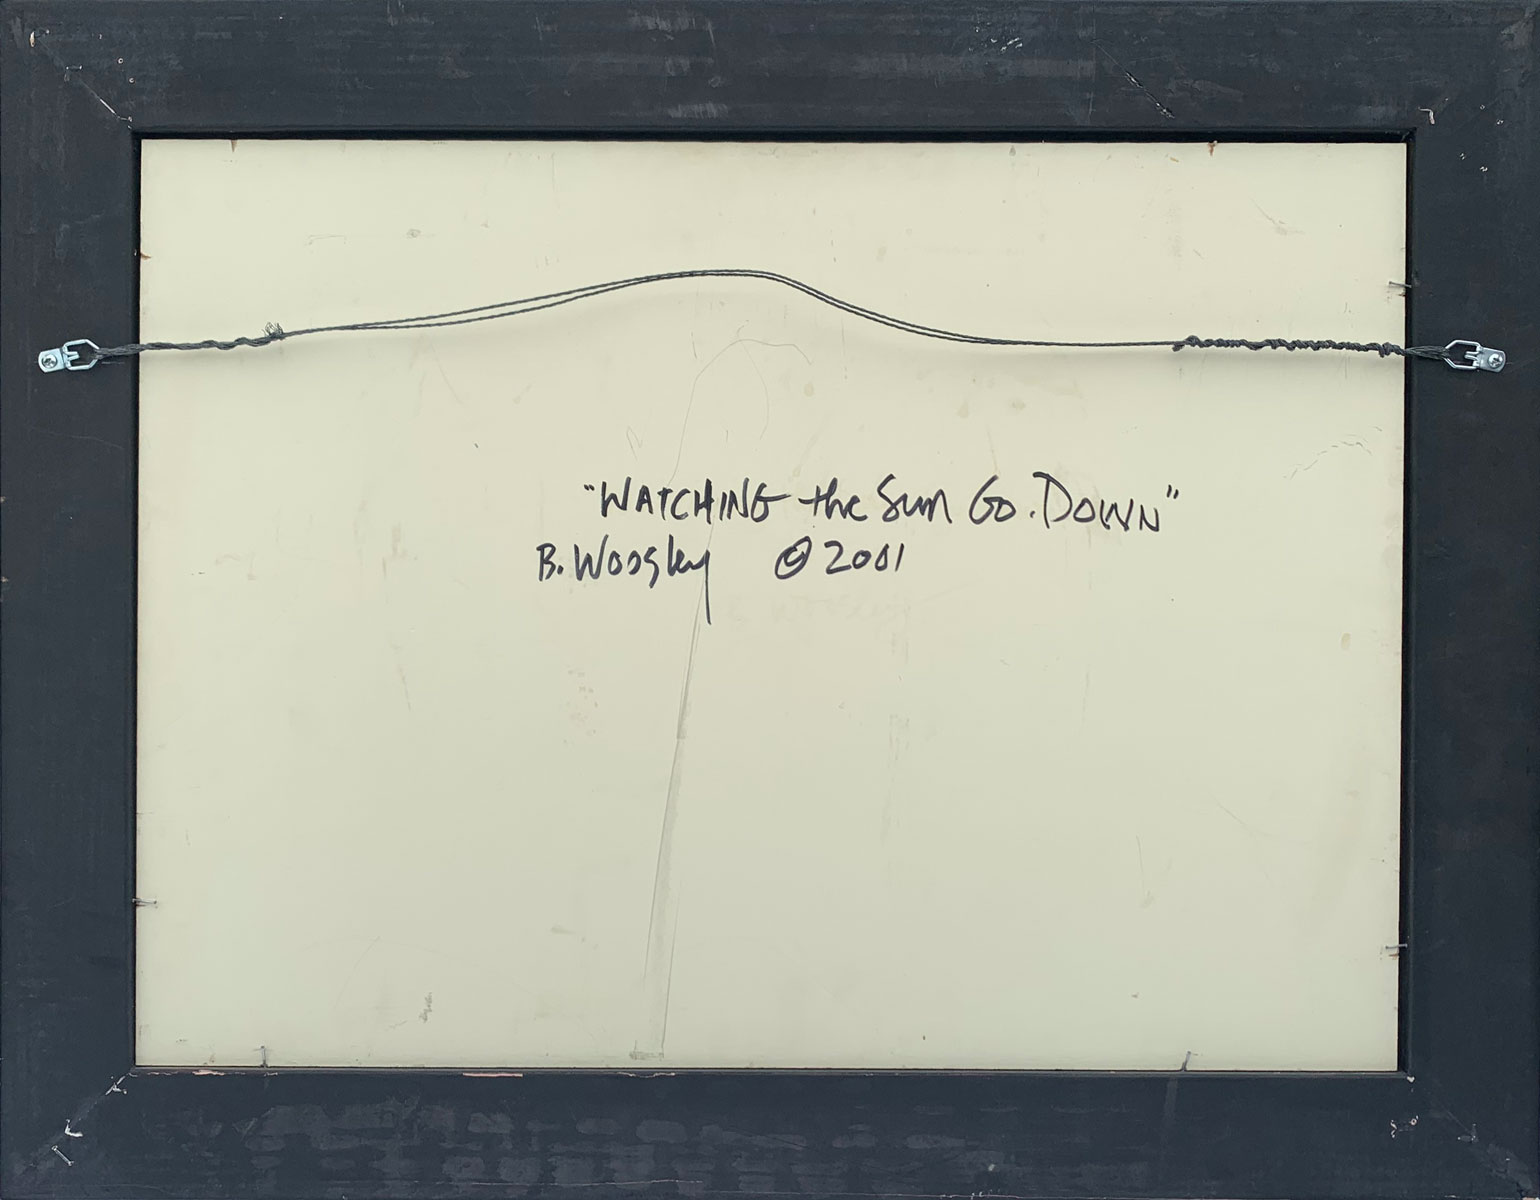 "WATCHING the Sun Go Down"
B. Woosley © 2001